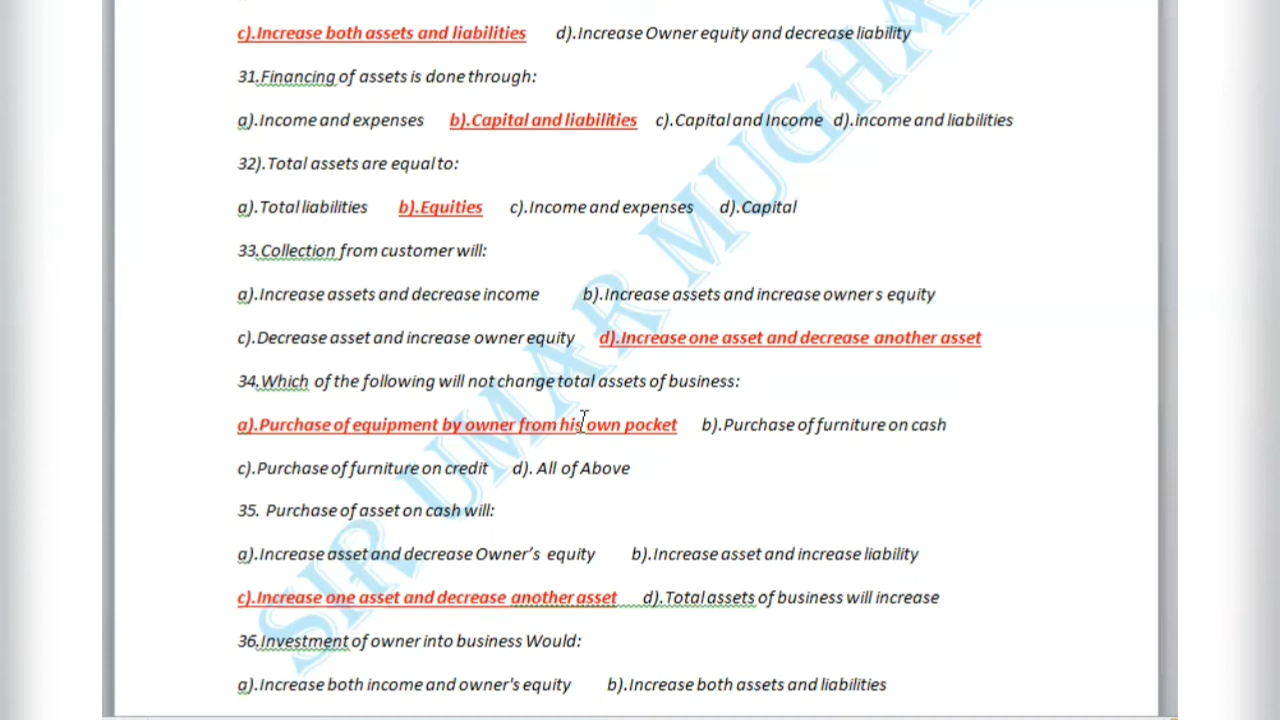 c).Increase both assets and liabilities d).Increase Owner equity and decrease liability
31.Financing of assets is done through:
a).Income and expenses b).Capital and liabilities c).Capital and Income d).income and liabilities
32).Total assets are equal to:
a).Total liabilities b).Equities c).Income and expenses d).Capital
33.Collection from customer will:
a).Increase assets and decrease income b).Increase assets and increase owner s equity
c).Decrease asset and increase owner equity d).Increase one asset and decrease another asset
34.Which of the following will not change total assets of business:
a).Purchase of equipment by owner from his own pocket b).Purchase of furniture on cash
c).Purchase of furniture on credit d). All of Above
35. Purchase of asset on cash will:
a).Increase asset and decrease Owner’s equity b).Increase asset and increase liability
c).Increase one asset and decrease another asset d).Total assets of business will increase
36.Investment of owner into business Would:
a).Increase both income and owner's equity b).Increase both assets and liabilities
SIR UMAR MUGHA